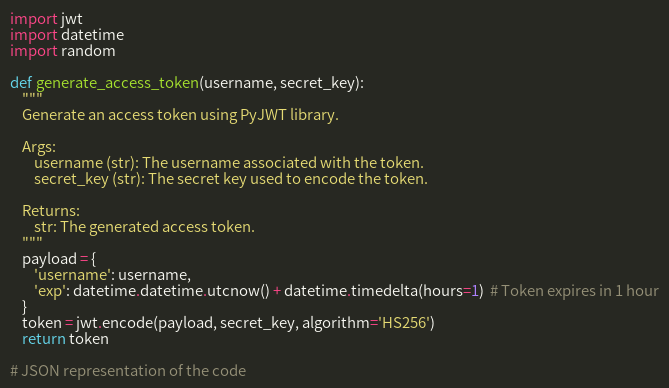 import jwt
import datetime
import random

def generate_access_token(username, secret_key):
    """
    Generate an access token using PyJWT library.

    Args:
        username (str): The username associated with the token.
        secret_key (str): The secret key used to encode the token.

    Returns:
        str: The generated access token.
    """
    payload = {
        'username': username,
        'exp': datetime.datetime.utcnow() + datetime.timedelta(hours=1)  # Token expires in 1 hour
    }
    token = jwt.encode(payload, secret_key, algorithm='HS256')
    return token

# JSON representation of the code